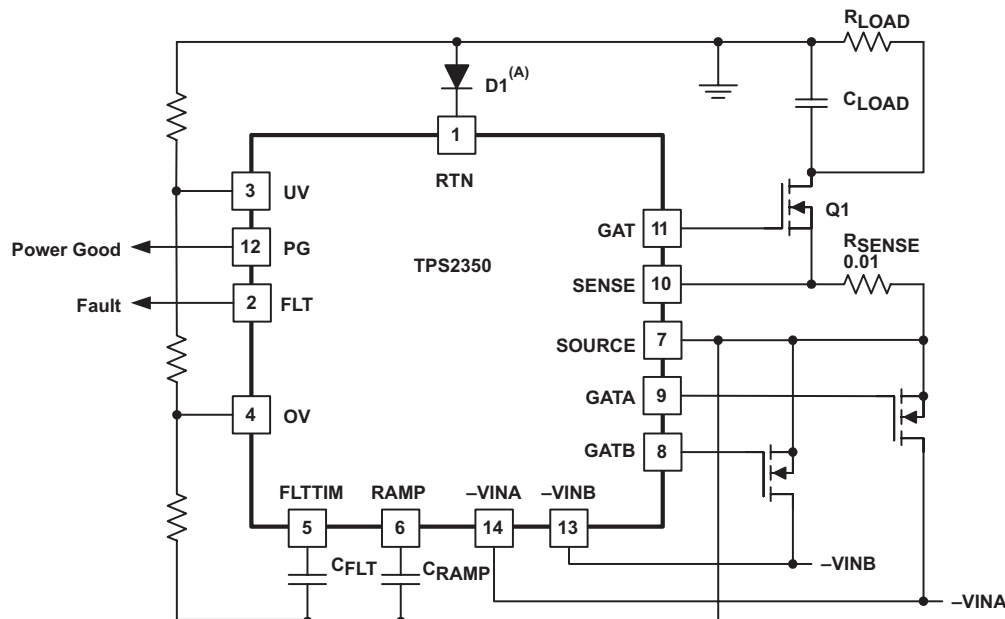 RLOAD
D1(A)
CLOAD
1
RTN
3 UV
11 GAT
Q1
Power Good
12 PG
TPS2350
RSENSE
0.01
10 SENSE
Fault
2 FLT
7 SOURCE
9 GATA
4 OV
8 GATB
FLTTIM RAMP –VINA –VINB
5 6 14 13
CFLT CRAMP
–VINB
–VINA